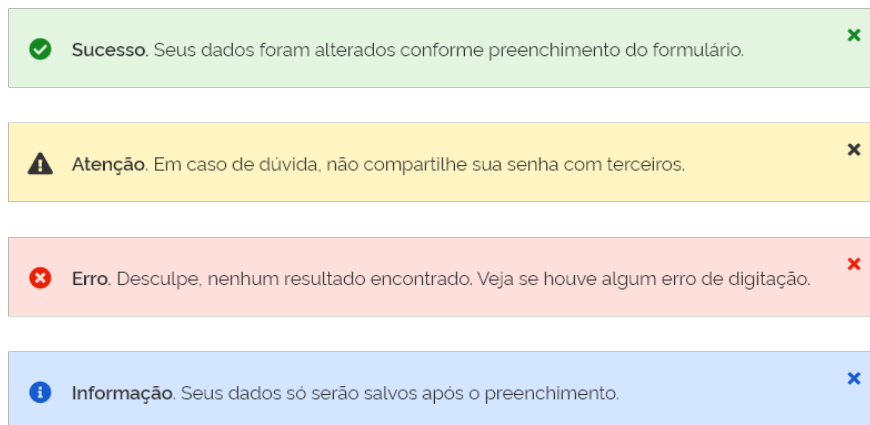 Sucesso. Seus dados foram alterados conforme preenchimento do formulário.
Atenção. Em caso de dúvida, não compartilhe sua senha com terceiros.
Erro. Desculpe, nenhum resultado encontrado. Veja se houve algum erro de digitação.
Informação. Seus dados só serão salvos após o preenchimento.